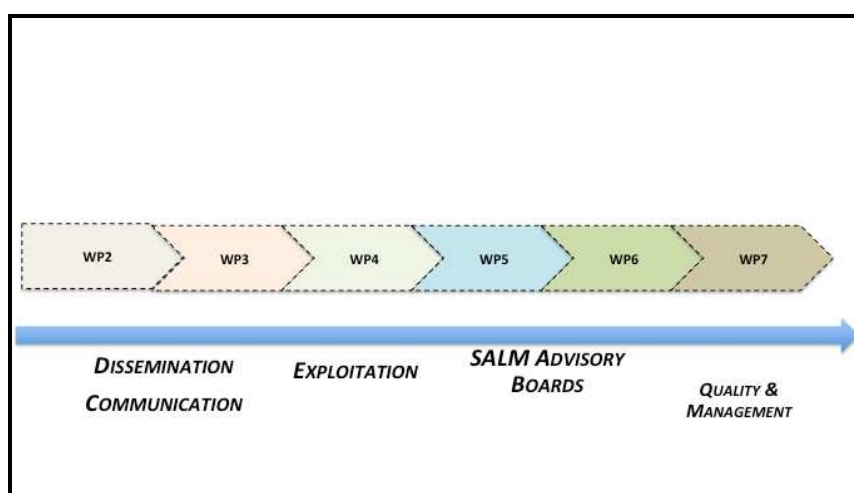 WP2 WP3 WP4 WP5 WP6 WP7
DISSEMINATION
COMMUNICATION
EXPLOITATION
SALM ADVISORY
BOARDS
QUALITY &
MANAGEMENT